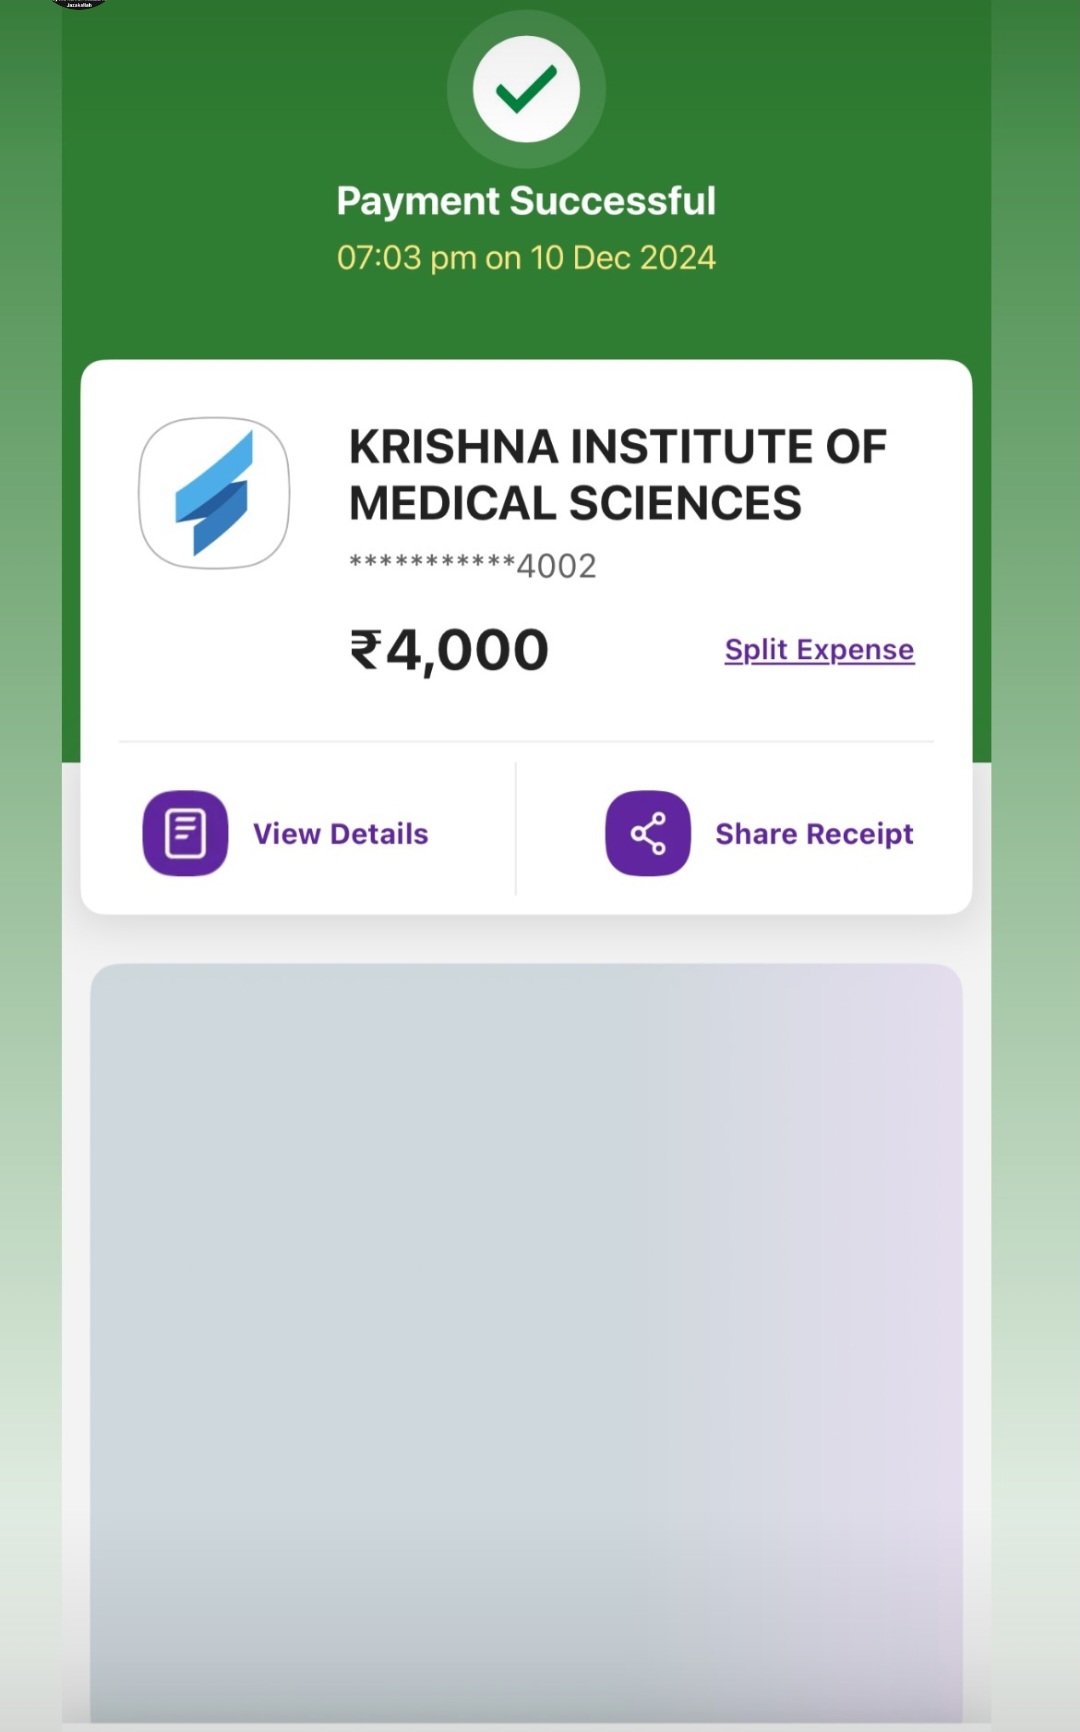 Jazakallah
Payment Successful
07:03 pm on 10 Dec 2024
KRISHNA INSTITUTE OF
MEDICAL SCIENCES
***********4002
₹4,000
Split Expense
View Details
Share Receipt